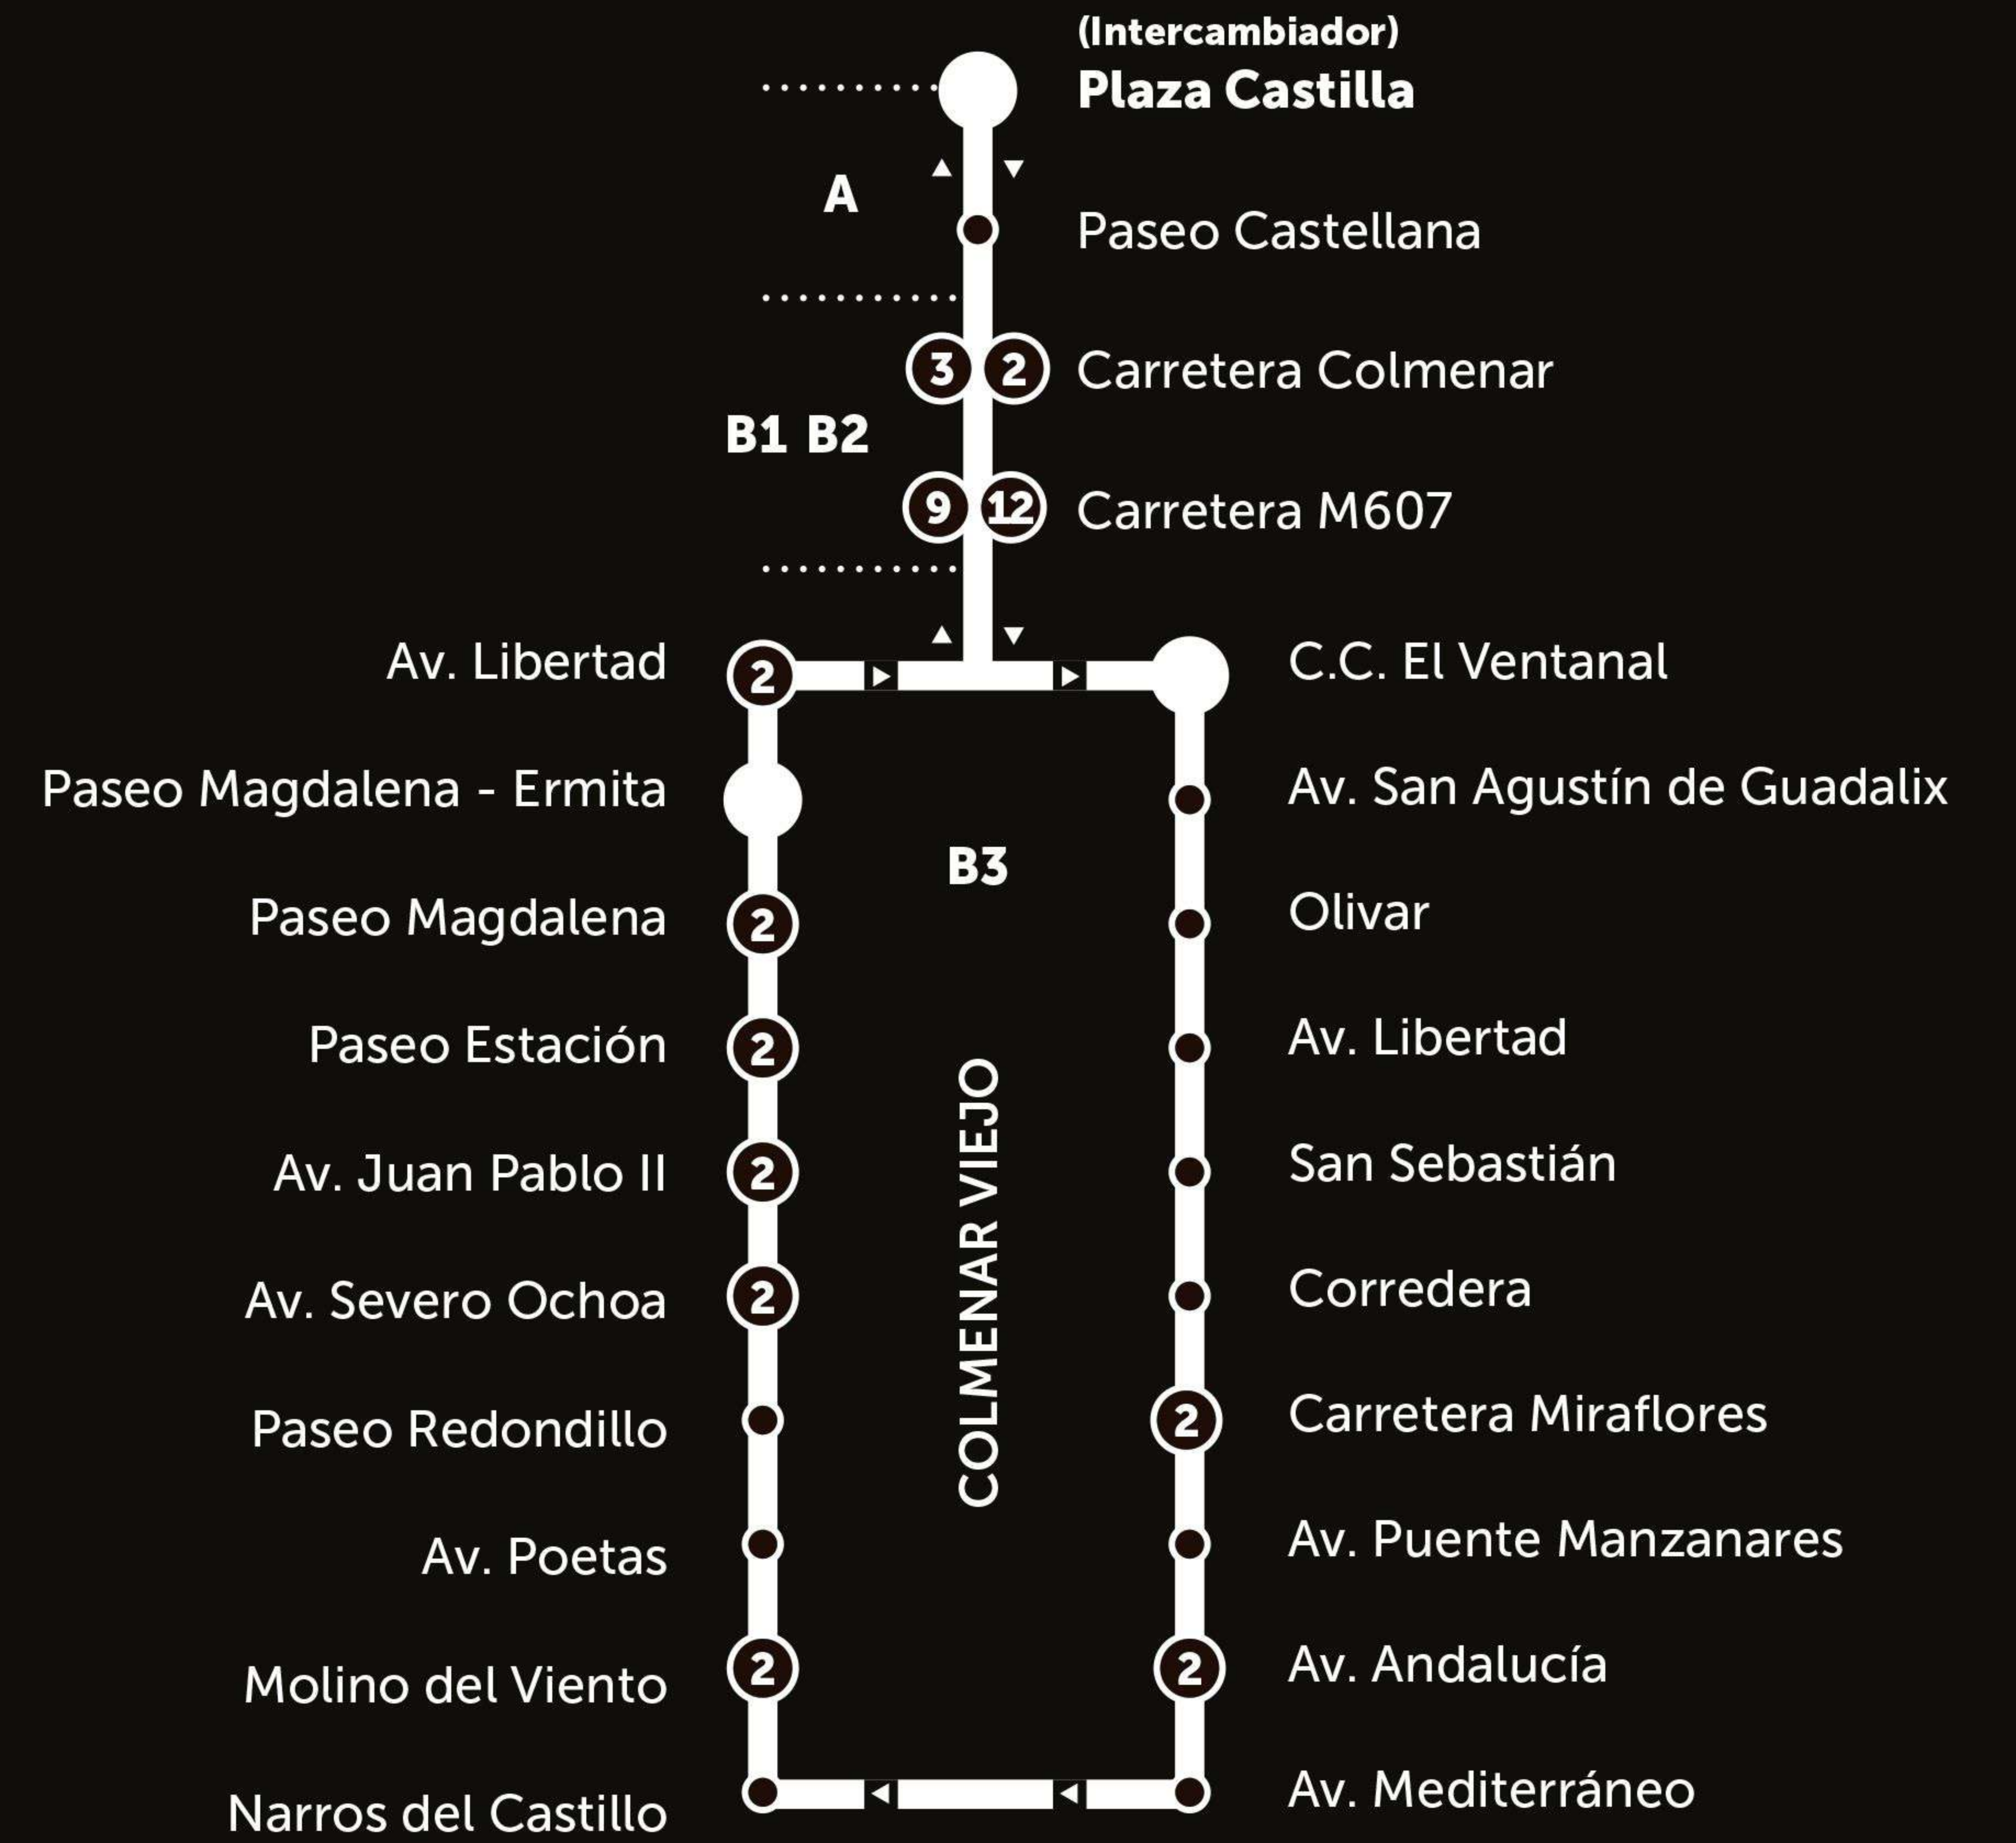 (Intercambiador)
Plaza Castilla
A
Paseo Castellana
3 2 Carretera Colmenar
B1 B2
9 12 Carretera M607
Av. Libertad 2
C.C. El Ventanal
Paseo Magdalena - Ermita
Av. San Agustín de Guadalix
B3
Paseo Magdalena 2
Olivar
Paseo Estación 2
Av. Libertad
COLMENAR VIEJO
Av. Juan Pablo II 2
San Sebastián
Av. Severo Ochoa 2
Corredera
Paseo Redondillo
2 Carretera Miraflores
Av. Poetas
Av. Puente Manzanares
Molino del Viento 2
2 Av. Andalucía
Narros del Castillo
Av. Mediterráneo